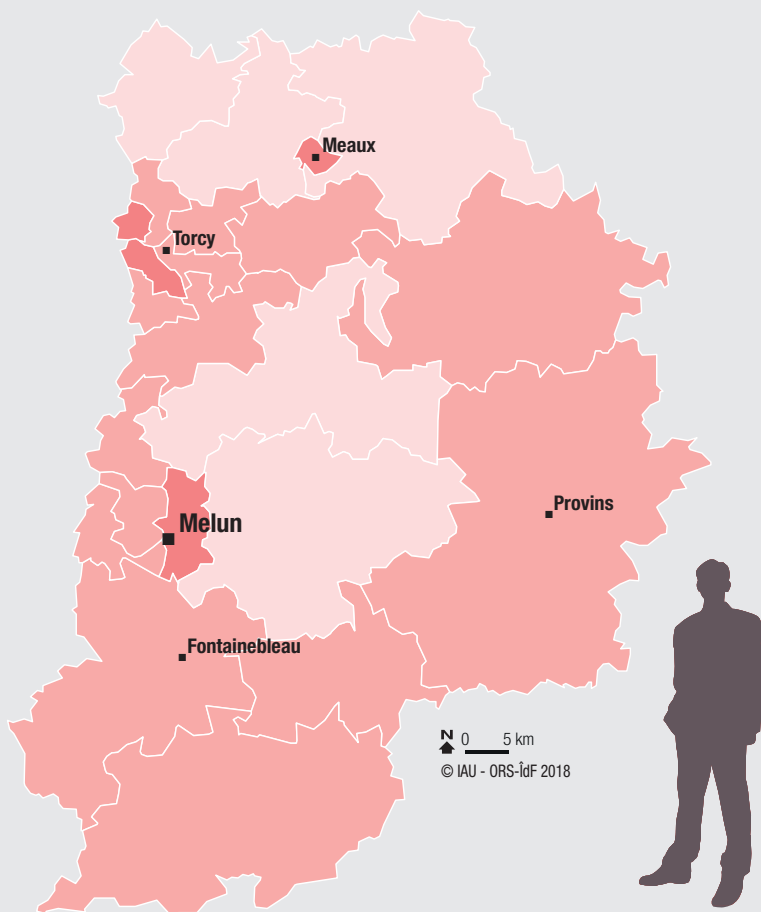 Meaux
Torcy
Provins
Melun
Fontainebleau
N 0 5 km
© IAU - ORS-ÎdF 2018